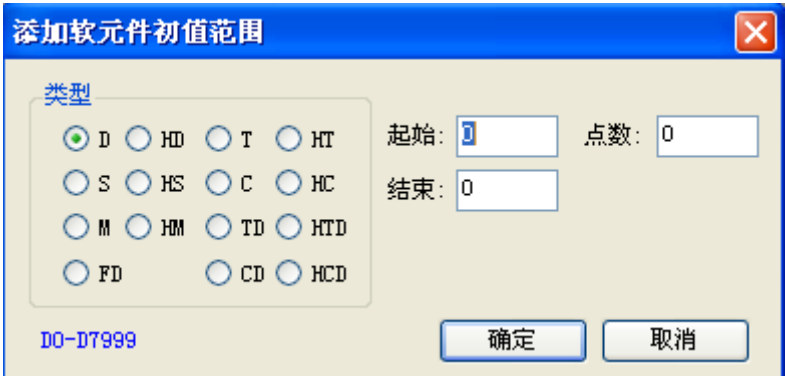 添加软元件初值范围
类型
D HD T HT
S HS C HC
M HM TD HTD
FD CD HCD
起始: 0 点数: 0
结束: 0
D0-D7999
确定 取消